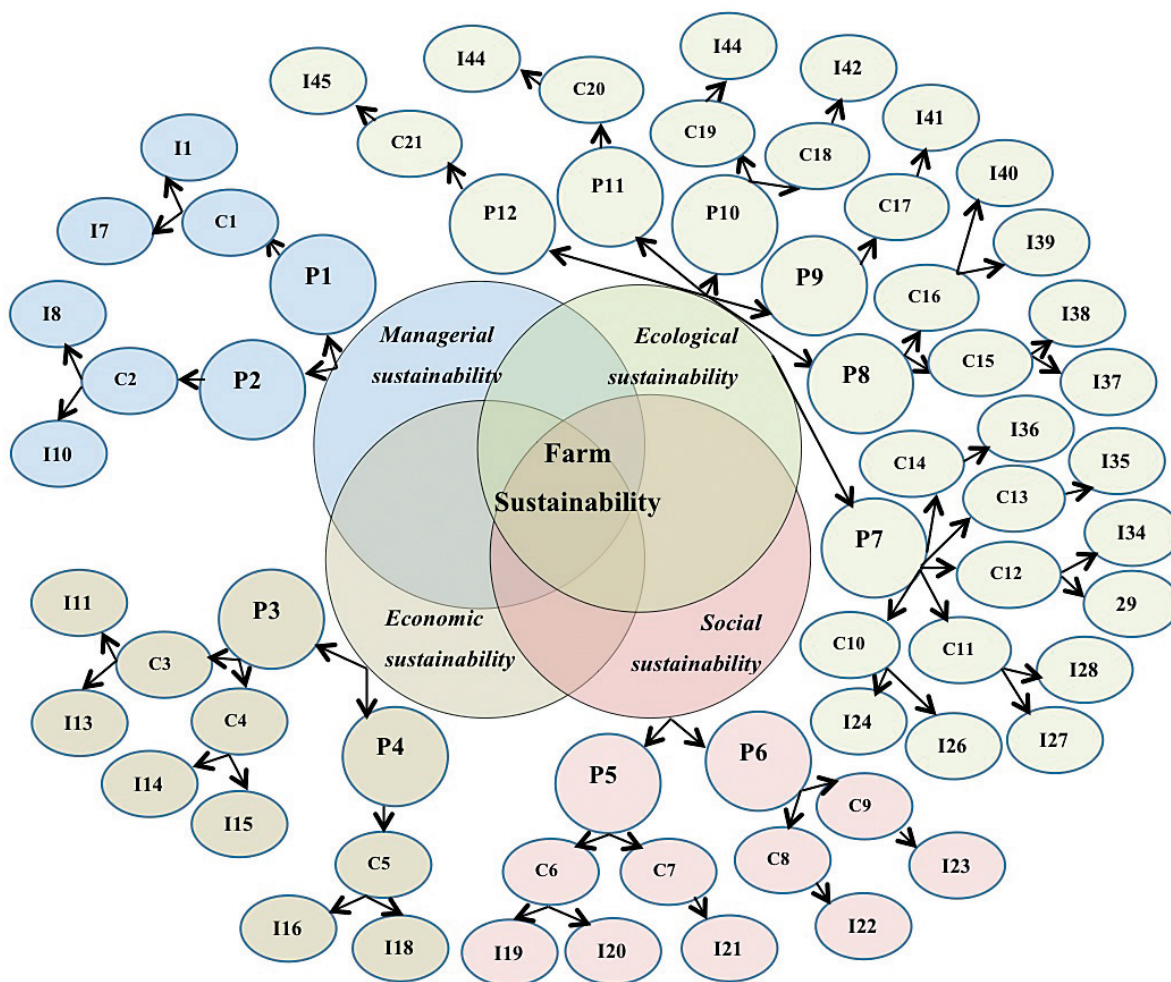 I44
I44
I42
I45
C20
I41
C21
C19
C18
I1
I40
P11
C17
P12
P10
I7
C1
I39
P1
P9
C16
I8
I38
Managerial
sustainability
Ecological
sustainability
C15
C2
P2
P8
I37
I10
I36
Farm
Sustainability
C14
I35
C13
P7
I34
C12
29
I11
P3
Economic
sustainability
Social
sustainability
C3
C10
C11
I28
I13
C4
I24
I26
I27
P4
P5
P6
I14
I15
C9
C5
C6
C7
C8
I23
I16
I18
I19
I20
I21
I22